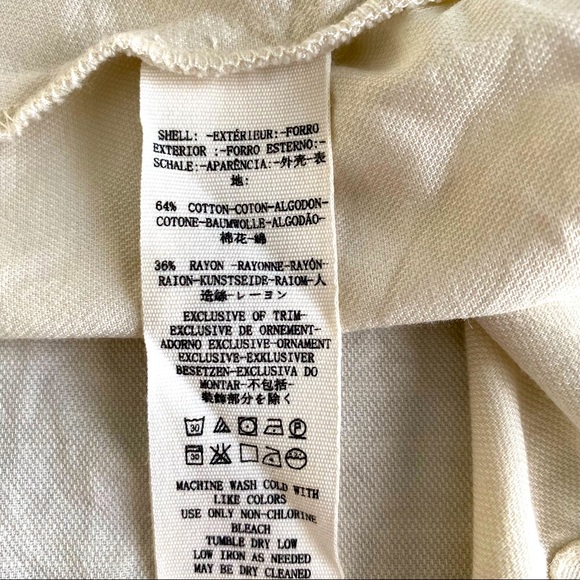 SHELL: -EXTÉRIEUR:-FORRO
EXTERIOR :-FORRO ESTERNO:-
SCHALE:-APARÊNCIA:-外壳-表
地:
64% COTTON-COTON-ALGODON-
COTONE-BAUMWOLLE-ALGODÃO-
棉花-綿
36% RAYON -RAYONNE-RAYÓN-
RAION-KUNSTSEIDE-RAIOM-人
造絲-レーヨン
EXCLUSIVE OF TRIM-
EXCLUSIVE DE ORNEMENT-
ADORNO EXCLUSIVE-ORNAMENT
EXCLUSIVE-EXKLUSIVER
BESETZEN-EXCLUSIVA DO
MONTAR-不包括-
装飾部分を除く
30 P
30
MACHINE WASH COLD WITH
LIKE COLORS
USE ONLY NON-CHLORINE
BLEACH
TUMBLE DRY LOW
LOW IRON AS NEEDED
MAY BE DRY CLEANED